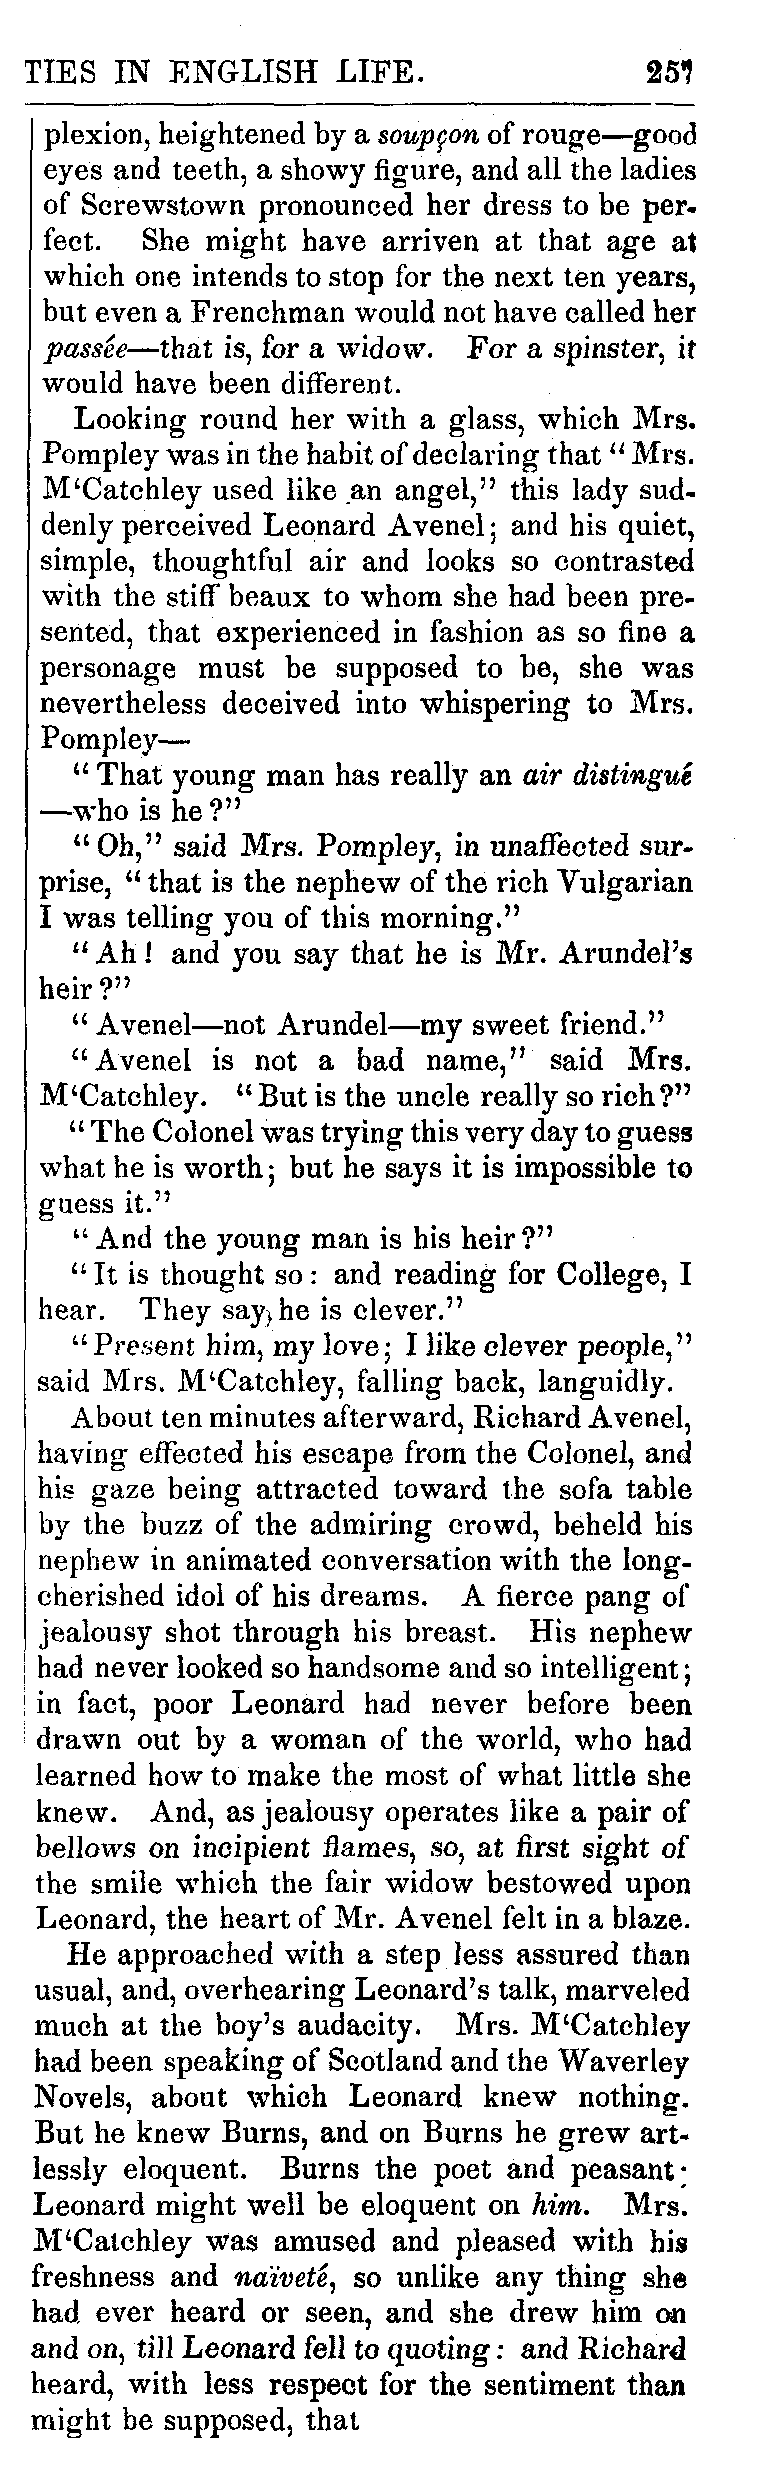 TIES IN ENGLISH LIFE. 257
plexion, heightened by a soupçon of rouge—good
eyes and teeth, a showy figure, and all the ladies
of Screwstown pronounced her dress to be per-
fect. She might have arriven at that age at
which one intends to stop for the next ten years,
but even a Frenchman would not have called her
passée—that is, for a widow. For a spinster, it
would have been different.
Looking round her with a glass, which Mrs.
Pompley was in the habit of declaring that "Mrs.
M'Catchley used like an angel," this lady sud-
denly perceived Leonard Avenel; and his quiet,
simple, thoughtful air and looks so contrasted
with the stiff beaux to whom she had been pre-
sented, that experienced in fashion as so fine a
personage must be supposed to be, she was
nevertheless deceived into whispering to Mrs.
Pompley—
"That young man has really an air distingué
—who is he?"
"Oh," said Mrs. Pompley, in unaffected sur-
prise, "that is the nephew of the rich Vulgarian
I was telling you of this morning."
"Ah! and you say that he is Mr. Arundel's
heir?"
"Avenel—not Arundel—my sweet friend."
"Avenel is not a bad name," said Mrs.
M'Catchley. "But is the uncle really so rich?"
"The Colonel was trying this very day to guess
what he is worth; but he says it is impossible to
guess it."
"And the young man is his heir?"
"It is thought so: and reading for College, I
hear. They say, he is clever."
"Present him, my love; I like clever people,"
said Mrs. M'Catchley, falling back, languidly.
About ten minutes afterward, Richard Avenel,
having effected his escape from the Colonel, and
his gaze being attracted toward the sofa table
by the buzz of the admiring crowd, beheld his
nephew in animated conversation with the long-
cherished idol of his dreams. A fierce pang of
jealousy shot through his breast. His nephew
had never looked so handsome and so intelligent;
in fact, poor Leonard had never before been
drawn out by a woman of the world, who had
learned how to make the most of what little she
knew. And, as jealousy operates like a pair of
bellows on incipient flames, so, at first sight of
the smile which the fair widow bestowed upon
Leonard, the heart of Mr. Avenel felt in a blaze.
He approached with a step less assured than
usual, and, overhearing Leonard's talk, marveled
much at the boy's audacity. Mrs. M'Catchley
had been speaking of Scotland and the Waverley
Novels, about which Leonard knew nothing.
But he knew Burns, and on Burns he grew art-
lessly eloquent. Burns the poet and peasant;
Leonard might well be eloquent on him. Mrs.
M'Catchley was amused and pleased with his
freshness and naïveté, so unlike any thing she
had ever heard or seen, and she drew him on
and on, till Leonard fell to quoting: and Richard
heard, with less respect for the sentiment than
might be supposed, that